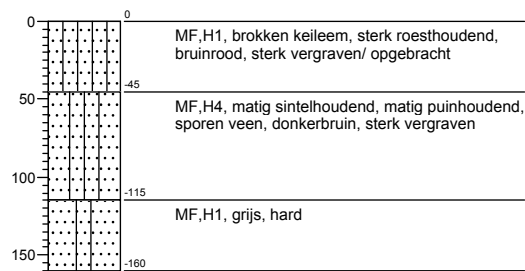 0
0
MF,H1, brokken keileem, sterk roesthoudend,
bruinrood, sterk vergraven/ opgebracht
-45
50
MF,H4, matig sintelhoudend, matig puinhoudend,
sporen veen, donkerbruin, sterk vergraven
100
-115
MF,H1, grijs, hard
150
-160